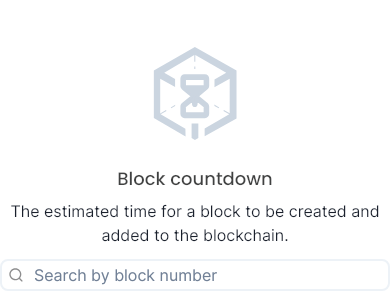 Block countdown
The estimated time for a block to be created and
added to the blockchain.
Search by block number